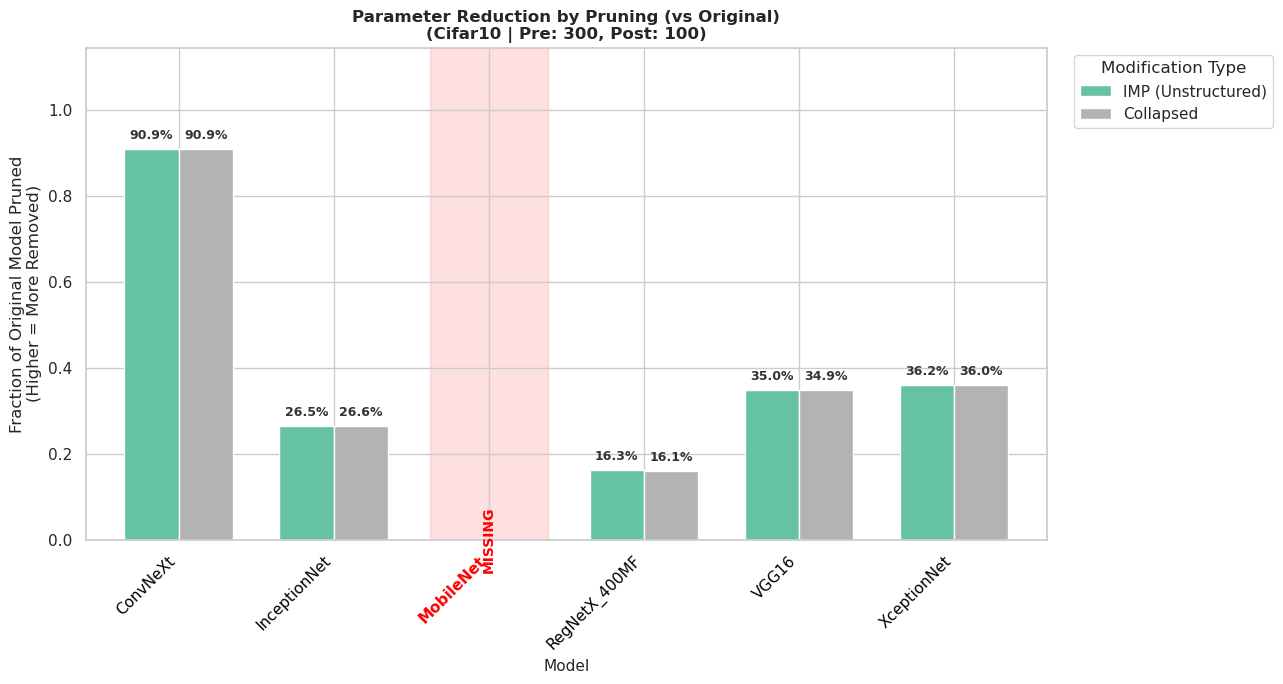 Parameter Reduction by Pruning (vs Original)
(Cifar10 | Pre: 300, Post: 100)
Modification Type
IMP (Unstructured)
Collapsed
Fraction of Original Model Pruned
(Higher = More Removed)
1.0
0.8
0.6
0.4
0.2
0.0
90.9% 90.9%
26.5% 26.6%
MISSING
16.3% 16.1%
35.0% 34.9%
36.2% 36.0%
ConvNeXt
InceptionNet
MobileNet
RegNetX_400MF
VGG16
XceptionNet
Model